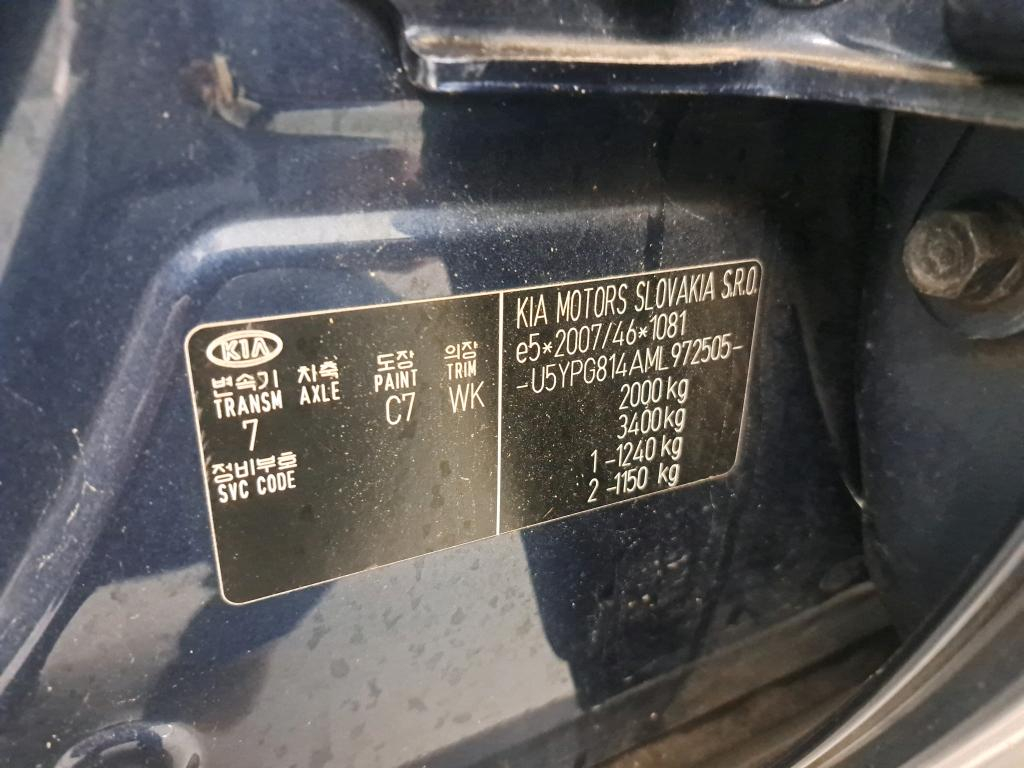 KIA
변속기 차축 도장 의장
TRANSM AXLE PAINT TRIM
7 C7 WK
정비부호
SVC CODE
KIA MOTORS SLOVAKIA S.R.O.
e5*2007/46*1081
-U5YPG814AML972505-
2000 kg
3400 kg
1 -1240 kg
2 -1150 kg